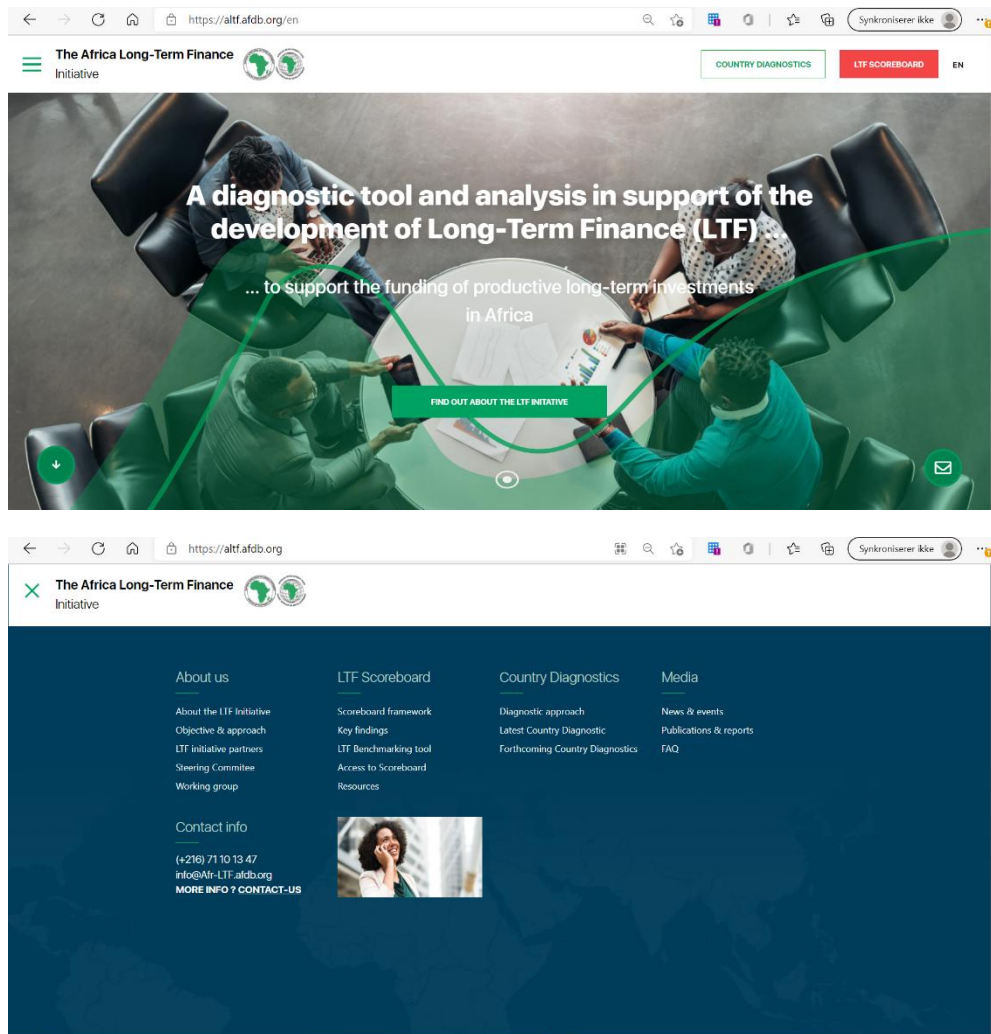 https://altf.afdb.org/en
Synkroniserer ikke
The Africa Long-Term Finance
Initiative
COUNTRY DIAGNOSTICS
LTF SCOREBOARD
EN
A diagnostic tool and analysis in support of the
development of Long-Term Finance (LTF) ...
... to support the funding of productive long-term investments
in Africa
FIND OUT ABOUT THE LTF INITATIVE
https://altf.afdb.org
Synkroniserer ikke
The Africa Long-Term Finance
Initiative
About us
About the LTF Initiative
Objective & approach
LTF initiative partners
Steering Commitee
Working group
LTF Scoreboard
Scoreboard framework
Key findings
LTF Benchmarking tool
Access to Scoreboard
Resources
Country Diagnostics
Diagnostic approach
Latest Country Diagnostic
Forthcoming Country Diagnostics
Media
News & events
Publications & reports
FAQ
Contact info
(+216) 71 10 13 47
info@Afr-LTF.afdb.org
MORE INFO ? CONTACT-US